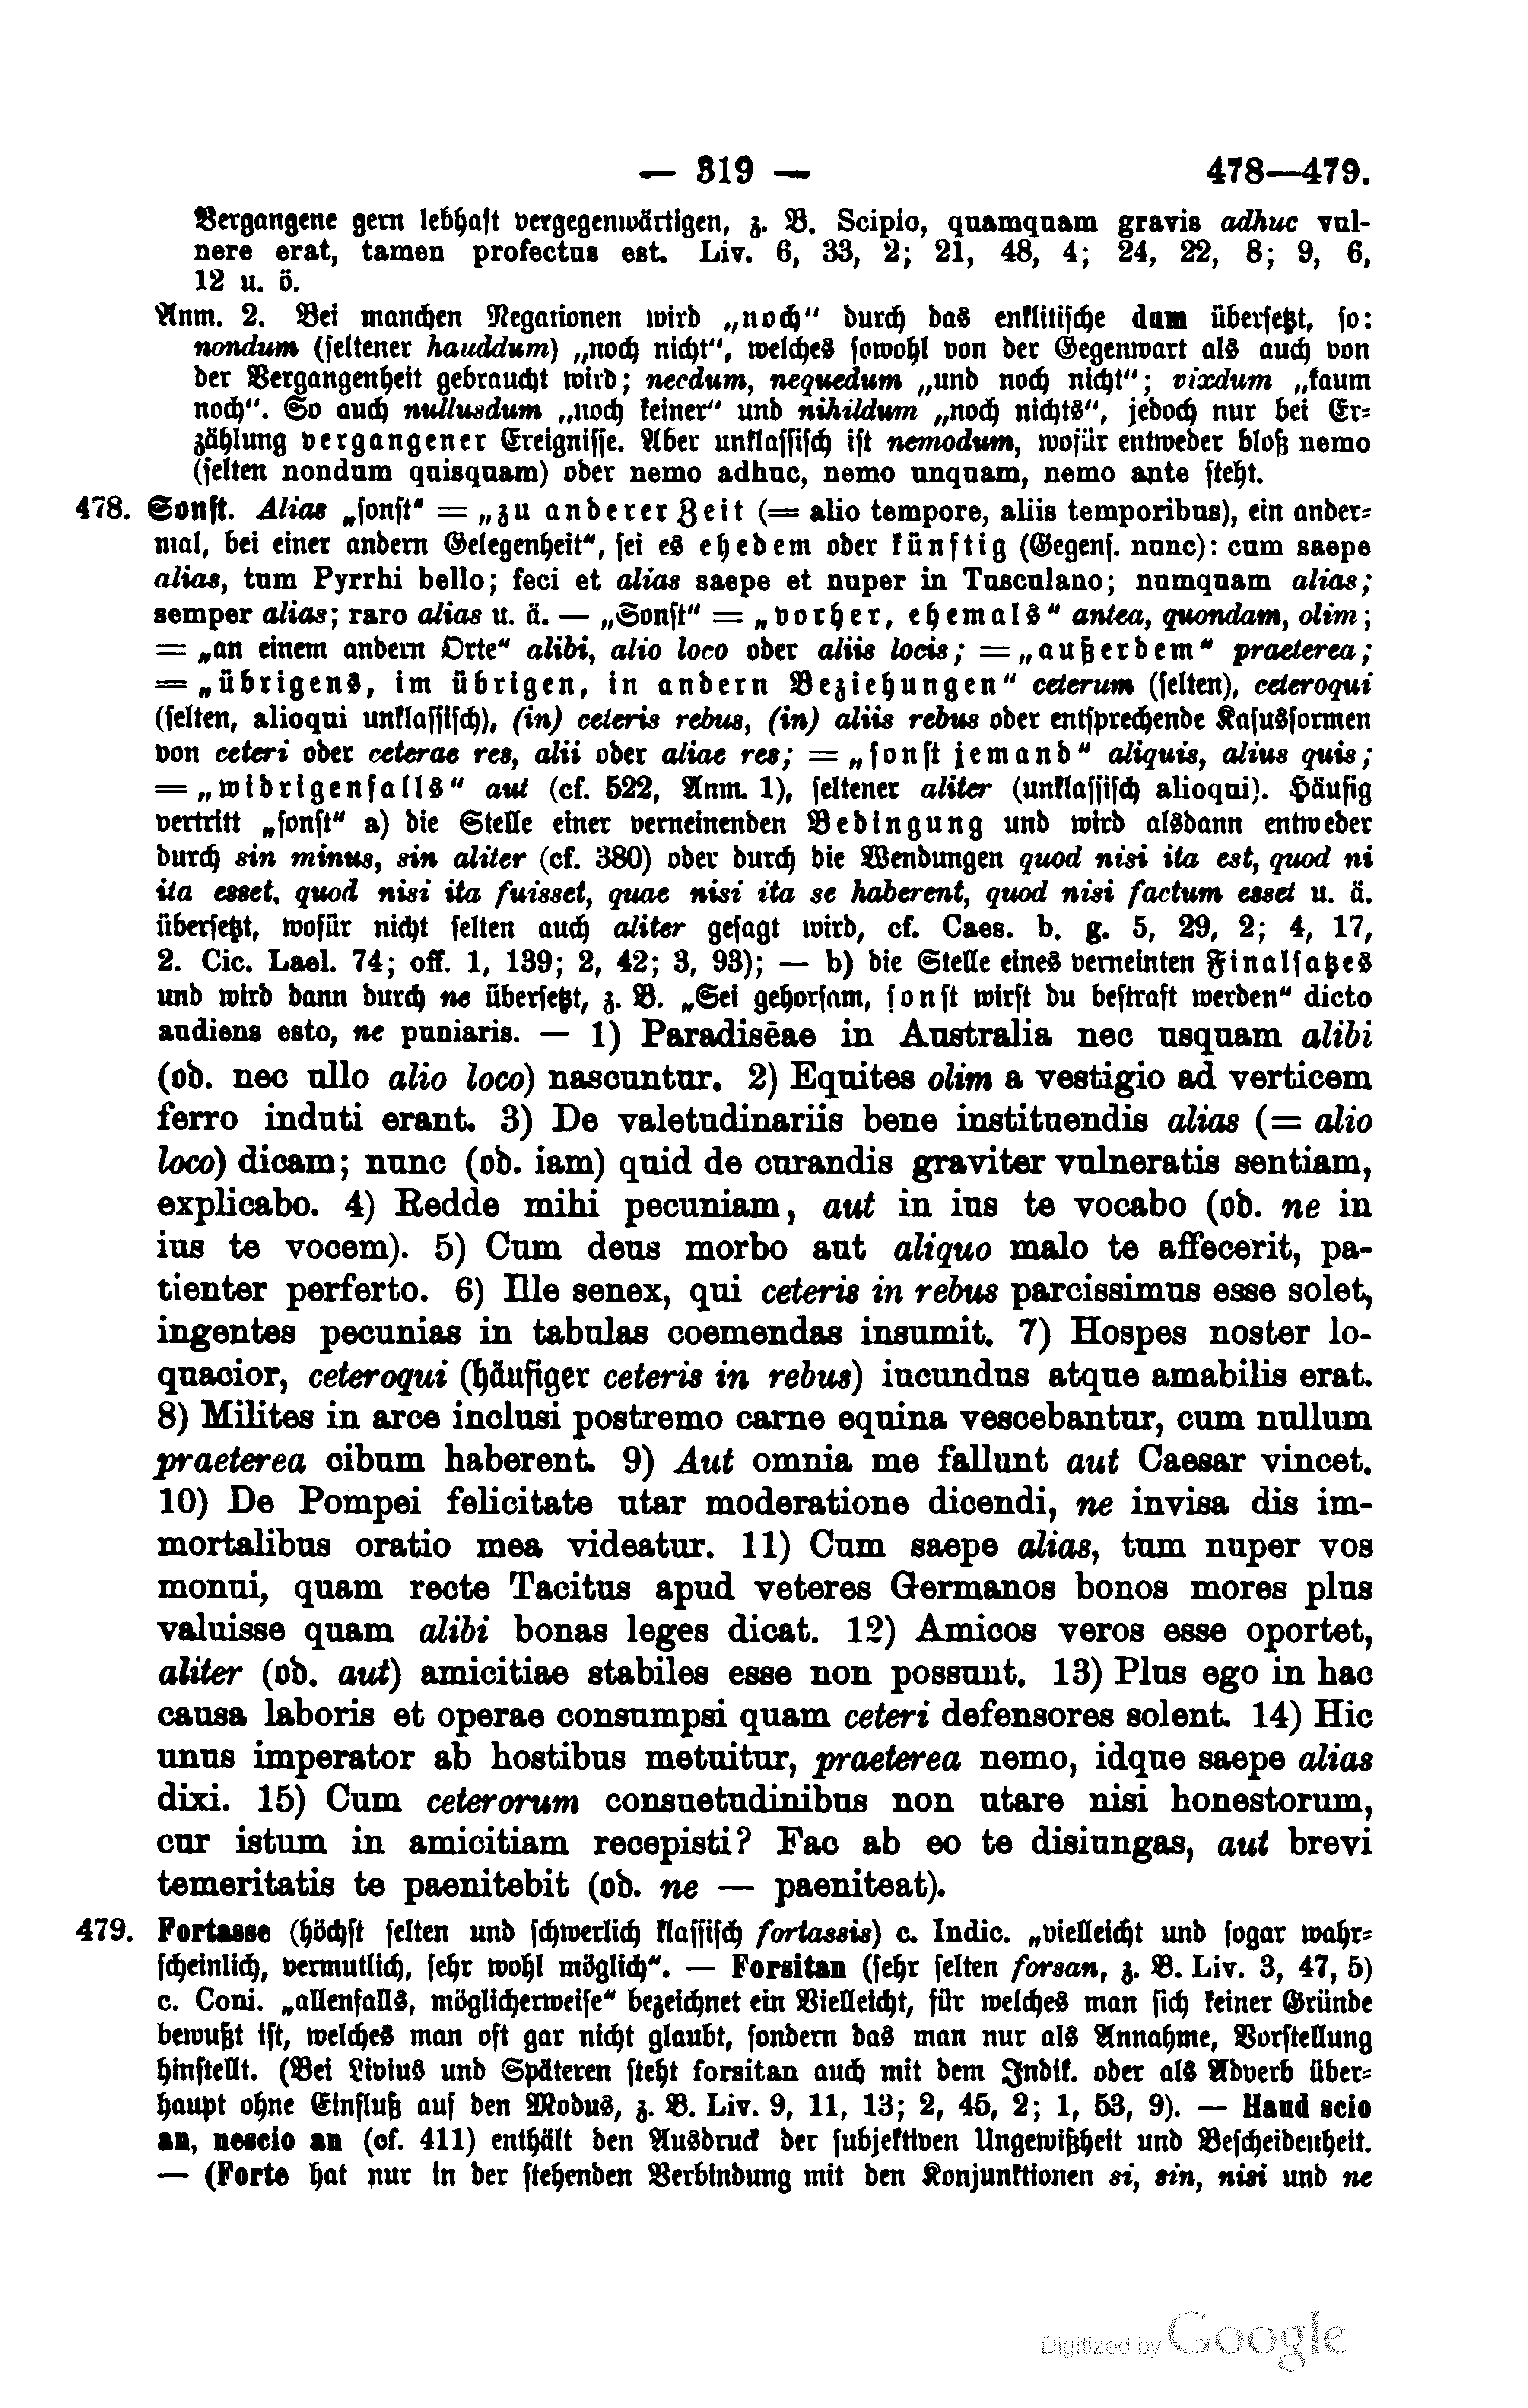 — 319 — 478—479.
Vergangene gern lebhaft vergegenwärtigen, z. B. Scipio, quamquam gravis adhuc vul-
nere erat, tamen profectus est. Liv. 6, 33, 2; 21, 48, 4; 24, 22, 8; 9, 6,
12 u. ö.
Anm. 2. Bei manchen Negationen wird „noch“ durch das enklitische dum übersetzt, so:
nondum (seltener hauddum) „noch nicht“, welches sowohl von der Gegenwart als auch von
der Vergangenheit gebraucht wird; necdum, nequedum „und noch nicht“; vixdum „kaum
noch“. So auch nullusdum „noch keiner“ und nihildum „noch nichts“, jedoch nur bei Er-
zählung vergangener Ereignisse. Aber unklassisch ist nemodum, wofür entweder bloß nemo
(selten nondum quisquam) oder nemo adhuc, nemo unquam, nemo ante steht.
478. Sonst. Alias „sonst“ = „zu anderer Zeit (= alio tempore, aliis temporibus), ein ander-
mal, bei einer andern Gelegenheit“, sei es ehedem oder künftig (Gegens. nunc): cum saepe
alias, tum Pyrrhi bello; feci et alias saepe et nuper in Tusculano; numquam alias;
semper alias; raro alias u. ä. — „Sonst“ = „vorher, ehemals“ antea, quondam, olim;
= „an einem andern Orte“ alibi, alio loco oder aliis locis; = „außerdem“ praeterea;
= „übrigens, im übrigen, in andern Beziehungen“ ceterum (selten), ceteroqui
(selten, alioqui unklassisch), (in) ceteris rebus, (in) aliis rebus oder entsprechende Kasusformen
von ceteri oder ceterae res, alii oder aliae res; = „sonst jemand“ aliquis, alius quis;
= „widrigenfalls“ aut (cf. 522, Anm. 1), seltener aliter (unklassisch alioqui). Häufig
vertritt „sonst“ a) die Stelle einer verneinenden Bedingung und wird alsdann entweder
durch sin minus, sin aliter (cf. 380) oder durch die Wendungen quod nisi ita est, quod ni
ita esset, quod nisi ita fuisset, quae nisi ita se haberent, quod nisi factum esset u. ä.
übersetzt, wofür nicht selten auch aliter gesagt wird, cf. Caes. b. g. 5, 29, 2; 4, 17,
2. Cic. Lael. 74; off. 1, 139; 2, 42; 3, 93); — b) die Stelle eines verneinten Finalsatzes
und wird dann durch ne übersetzt, z. B. „Sei gehorsam, sonst wirst du bestraft werden“ dicto
audiens esto, ne puniaris. — 1) Paradisēae in Australia nec usquam alibi
(od. nec ullo alio loco) nascuntur. 2) Equites olim a vestigio ad verticem
ferro induti erant. 3) De valetudinariis bene instituendis alias (= alio
loco) dicam; nunc (od. iam) quid de curandis graviter vulneratis sentiam,
explicabo. 4) Redde mihi pecuniam, aut in ius te vocabo (od. ne in
ius te vocem). 5) Cum deus morbo aut aliquo malo te affecerit, pa-
tienter perferto. 6) Ille senex, qui ceteris in rebus parcissimus esse solet,
ingentes pecunias in tabulas coemendas insumit. 7) Hospes noster lo-
quacior, ceteroqui (häufiger ceteris in rebus) iucundus atque amabilis erat.
8) Milites in arce inclusi postremo carne equina vescebantur, cum nullum
praeterea cibum haberent. 9) Aut omnia me fallunt aut Caesar vincet.
10) De Pompei felicitate utar moderatione dicendi, ne invisa dis im-
mortalibus oratio mea videatur. 11) Cum saepe alias, tum nuper vos
monui, quam recte Tacitus apud veteres Germanos bonos mores plus
valuisse quam alibi bonas leges dicat. 12) Amicos veros esse oportet,
aliter (od. aut) amicitiae stabiles esse non possunt. 13) Plus ego in hac
causa laboris et operae consumpsi quam ceteri defensores solent. 14) Hic
unus imperator ab hostibus metuitur, praeterea nemo, idque saepe alias
dixi. 15) Cum ceterorum consuetudinibus non utare nisi honestorum,
cur istum in amicitiam recepisti? Fac ab eo te disiungas, aut brevi
temeritatis te paenitebit (od. ne — paeniteat).
479. Fortasse (höchst selten und schwerlich klassisch fortassis) c. Indic. „vielleicht und sogar wahr-
scheinlich, vermutlich, sehr wohl möglich“. — Forsitan (sehr selten forsan, z. B. Liv. 3, 47, 5)
c. Coni. „allenfalls, möglicherweise“ bezeichnet ein Vielleicht, für welches man sich keiner Gründe
bewußt ist, welches man oft gar nicht glaubt, sondern das man nur als Annahme, Vorstellung
hinstellt. (Bei Livius und Späteren steht forsitan auch mit dem Indik. oder als Adverb über-
haupt ohne Einfluß auf den Modus, z. B. Liv. 9, 11, 13; 2, 45, 2; 1, 53, 9). — Haud scio
an, nescio an (cf. 411) enthält den Ausdruck der subjektiven Ungewißheit und Bescheidenheit.
— (Forte hat nur in der stehenden Verbindung mit den Konjunktionen si, sin, nisi und ne
Digitized by Google